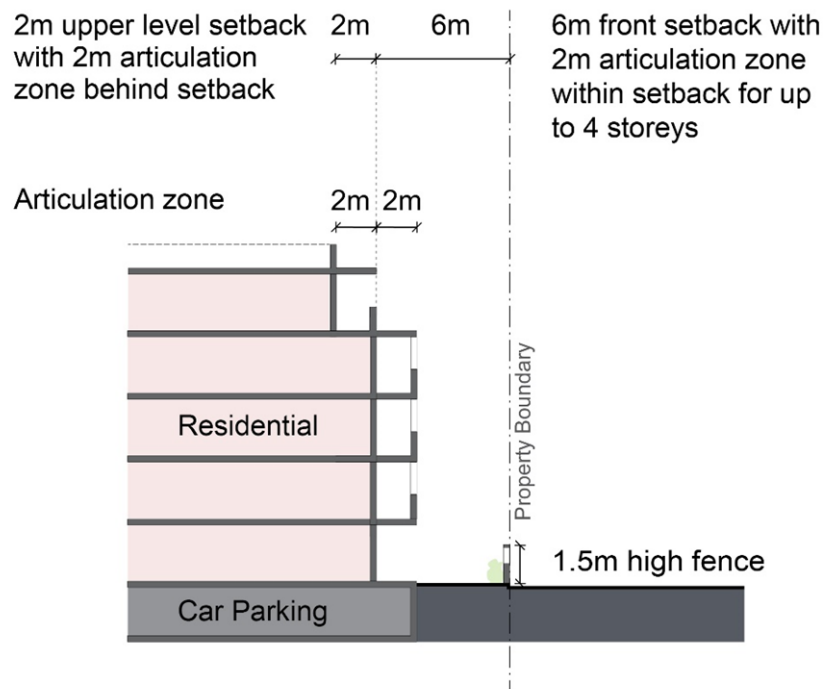 2m upper level setback
with 2m articulation
zone behind setback
2m
6m
6m front setback with
2m articulation zone
within setback for up
to 4 storeys
Articulation zone
2m
2m
Residential
Property Boundary
1.5m high fence
Car Parking